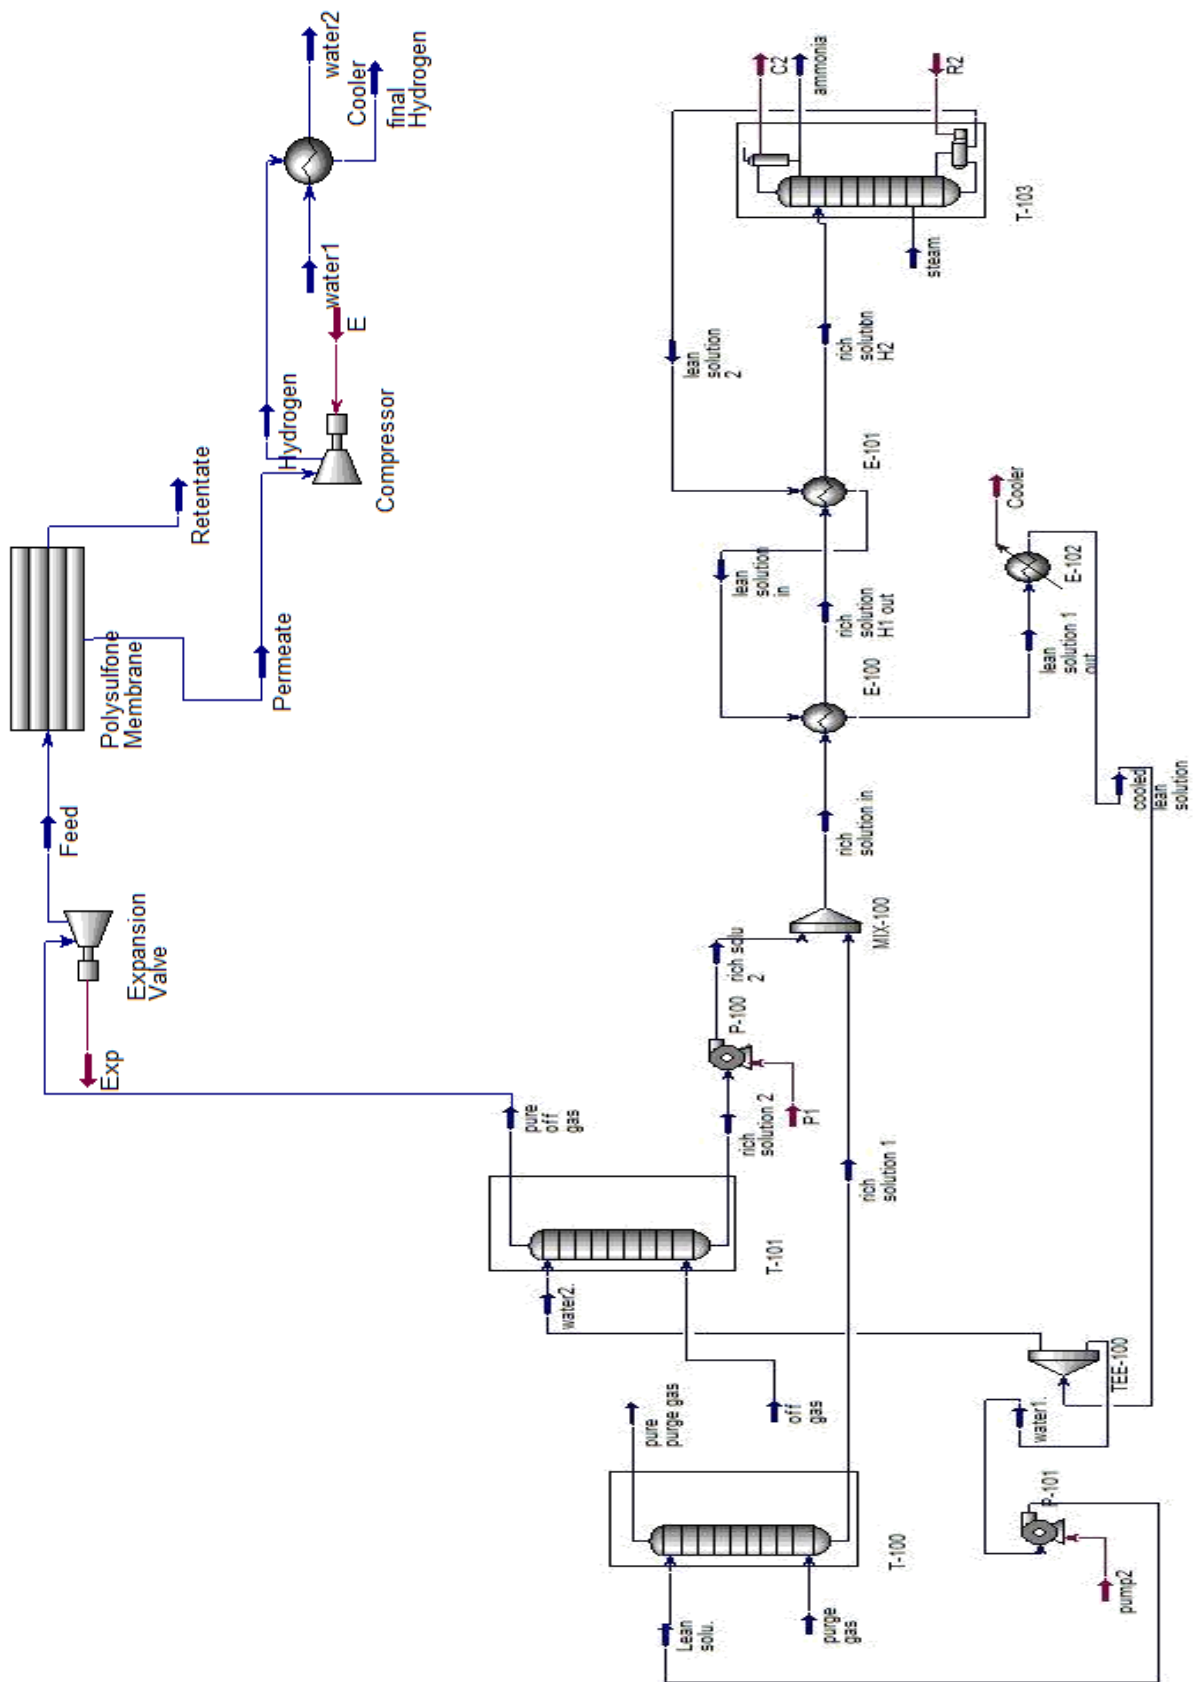 water2
Cooler
final
Hydrogen
water1
E
Hydrogen
Compressor
Retentate
Polysulfone
Membrane
Permeate
Feed
Expansion
Valve
Exp
C2
ammonia
R2
T-103
steam
lean
solution
2
rich
solution
H2
E-101
lean
solution
in
rich
solution
H1 out
E-100
Cooler
E-102
lean
solution 1
out
cooled
lean
solution
rich
solution in
MIX-100
rich solu
2
P-100
rich
solution 2
P1
rich
solution 1
pure
off
gas
T-101
water2.
off
gas
pure
purge gas
T-100
Lean
solu.
purge
gas
TEE-100
water1.
P-101
pump2